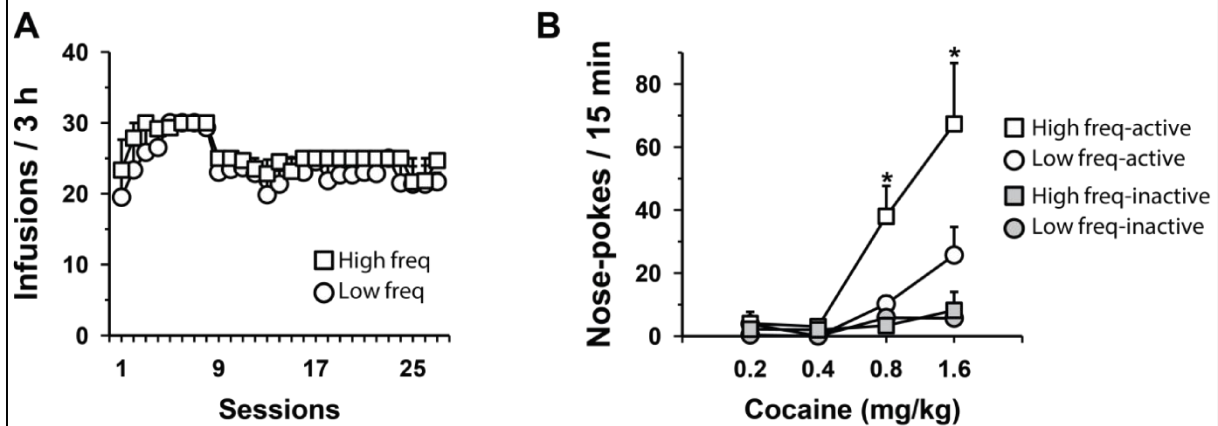 A
Infusions / 3 h
40
30
20
10
0
1
9
17
25
Sessions
High freq
Low freq
B
Nose-pokes / 15 min
80
60
40
20
0
*
*
0.2
0.4
0.8
1.6
Cocaine (mg/kg)
High freq-active
Low freq-active
High freq-inactive
Low freq-inactive